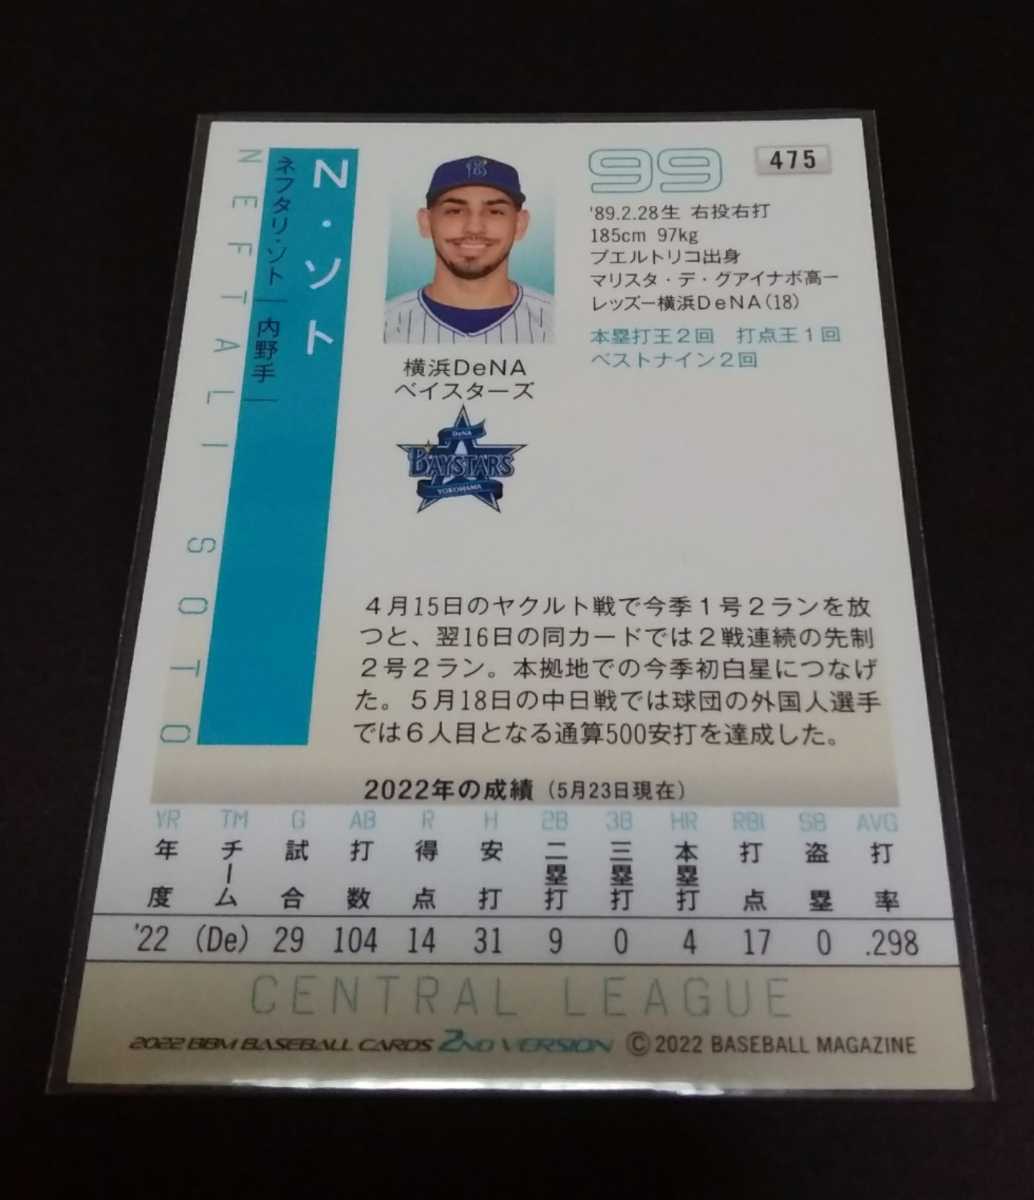 NEFTALI SOTO
ネフタリ・ソト｜内野手｜
N・ソト
横浜DeNA
ベイスターズ
DeNA
BAYSTARS
YOKOHAMA
99
475
'89.2.28生 右投右打
185cm 97kg
プエルトリコ出身
マリスタ・デ・グアイナボ高ー
レッズー横浜DeNA(18)
本塁打王2回 打点王1回
ベストナイン2回
4月15日のヤクルト戦で今季1号2ランを放
つと、翌16日の同カードでは2戦連続の先制
2号2ラン。本拠地での今季初白星につなげ
た。5月18日の中日戦では球団の外国人選手
では6人目となる通算500安打を達成した。
2022年の成績（5月23日現在）
YR TM G AB R H 2B 3B HR RBI SB AVG
年度 チーム 試合 打数 得点 安打 二塁打 三塁打 本塁打 打点 盗塁 打率
'22 (De) 29 104 14 31 9 0 4 17 0 .298
CENTRAL LEAGUE
2022 BBM BASEBALL CARDS 2ND VERSION © 2022 BASEBALL MAGAZINE